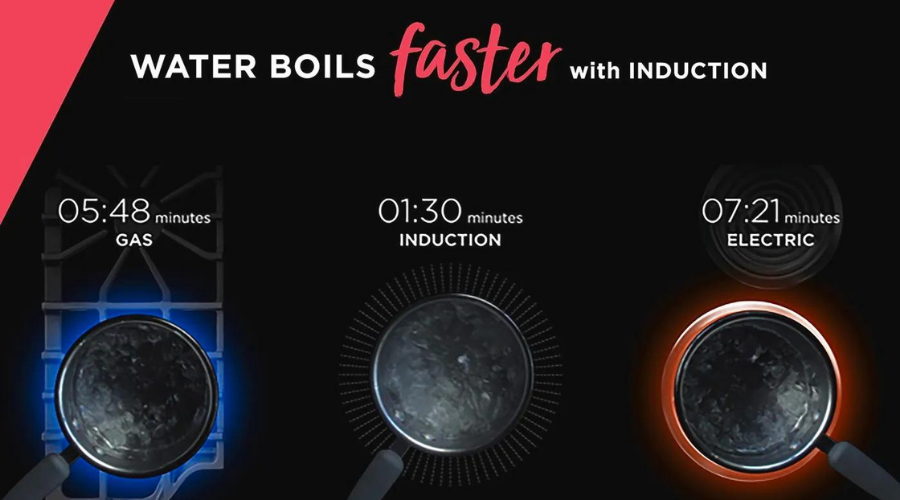 WATER BOILS faster with INDUCTION
05:48 minutes
GAS
01:30 minutes
INDUCTION
07:21 minutes
ELECTRIC